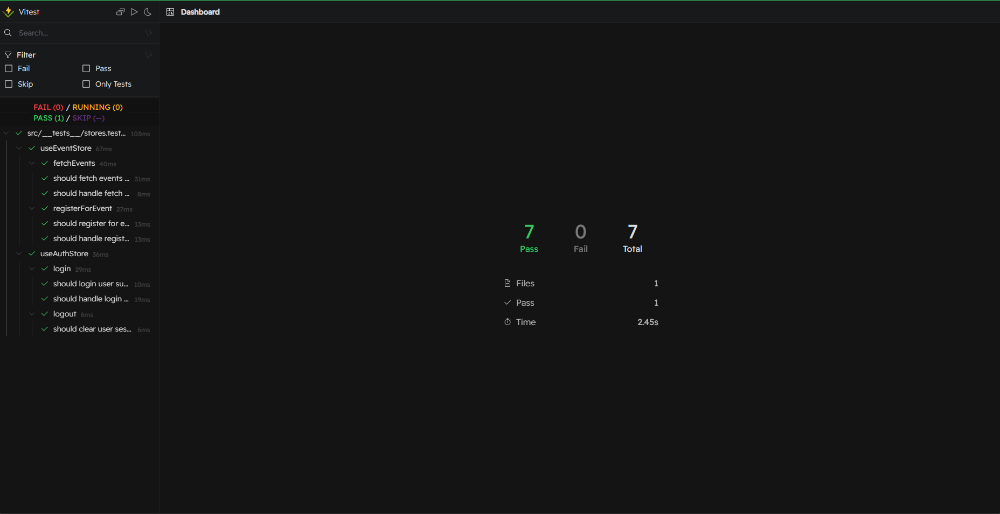 Vitest
Dashboard
Search...
Filter
Fail
Pass
Skip
Only Tests
FAIL (0) / RUNNING (0)
PASS (1) / SKIP (--)
src/__tests__/stores.test... 103ms
useEventStore 67ms
fetchEvents 40ms
should fetch events ... 31ms
should handle fetch ... 8ms
registerForEvent 27ms
should register for e... 13ms
should handle regist... 13ms
useAuthStore 36ms
login 29ms
should login user su... 10ms
should handle login ... 19ms
logout 6ms
should clear user ses... 6ms
7 0 7
Pass Fail Total
Files 1
Pass 1
Time 2.45s